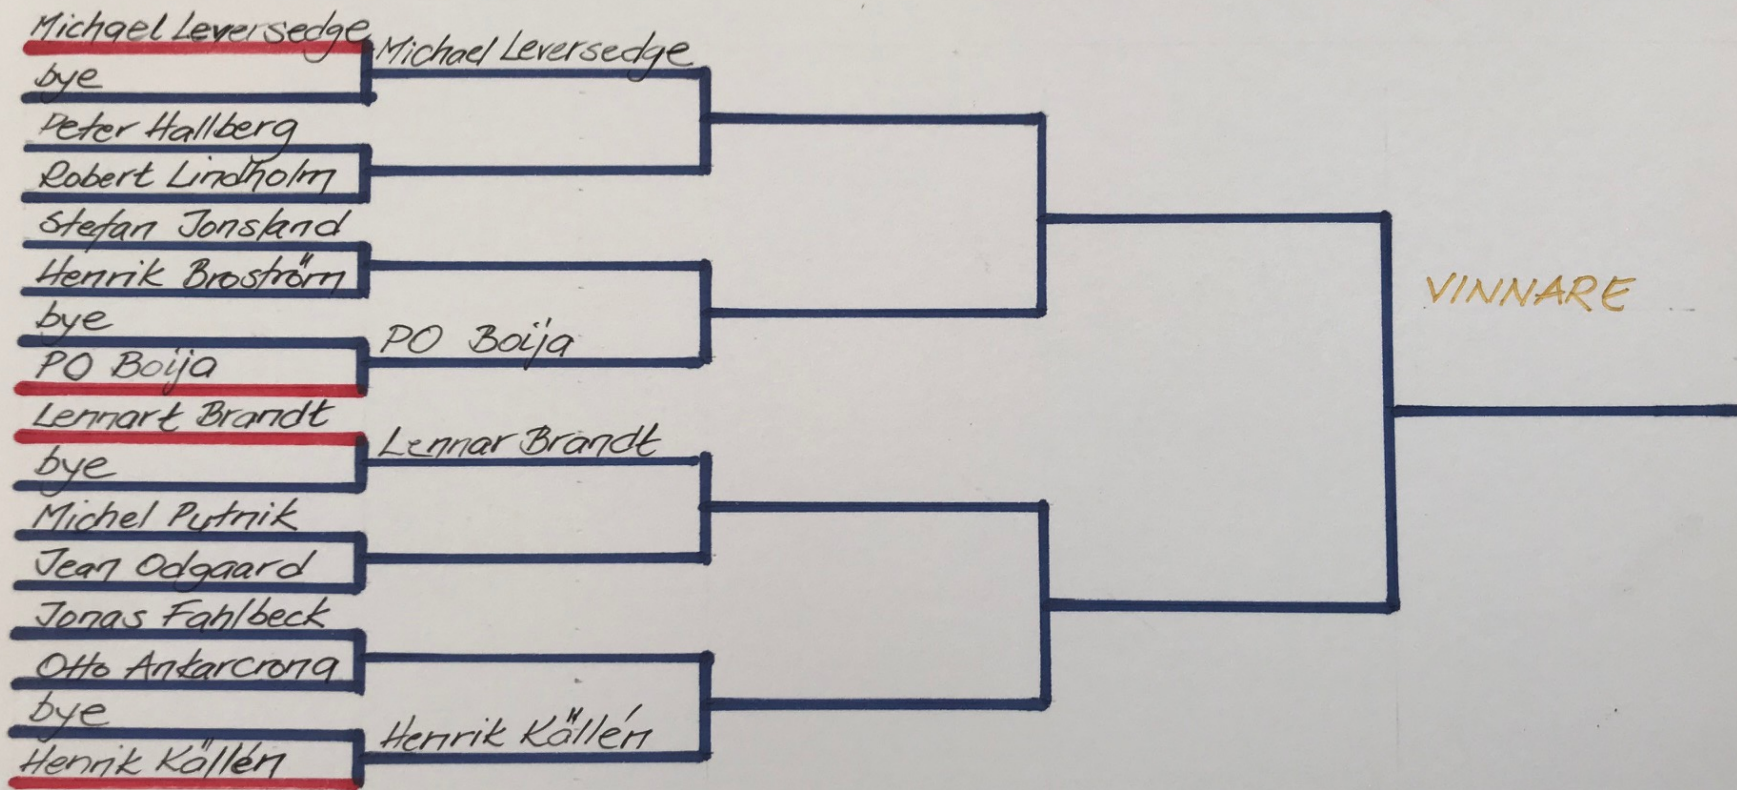 Michael Leversedge
bye
Peter Hallberg
Robert Lindholm
Stefan Jonsland
Henrik Broström
bye
PO Boija
Lennart Brandt
bye
Michel Putnik
Jean Odgaard
Jonas Fahlbeck
Otto Ankarcrona
bye
Henrik Källén
Michael Leversedge
PO Boija
Lennar Brandt
Henrik Källén
VINNARE